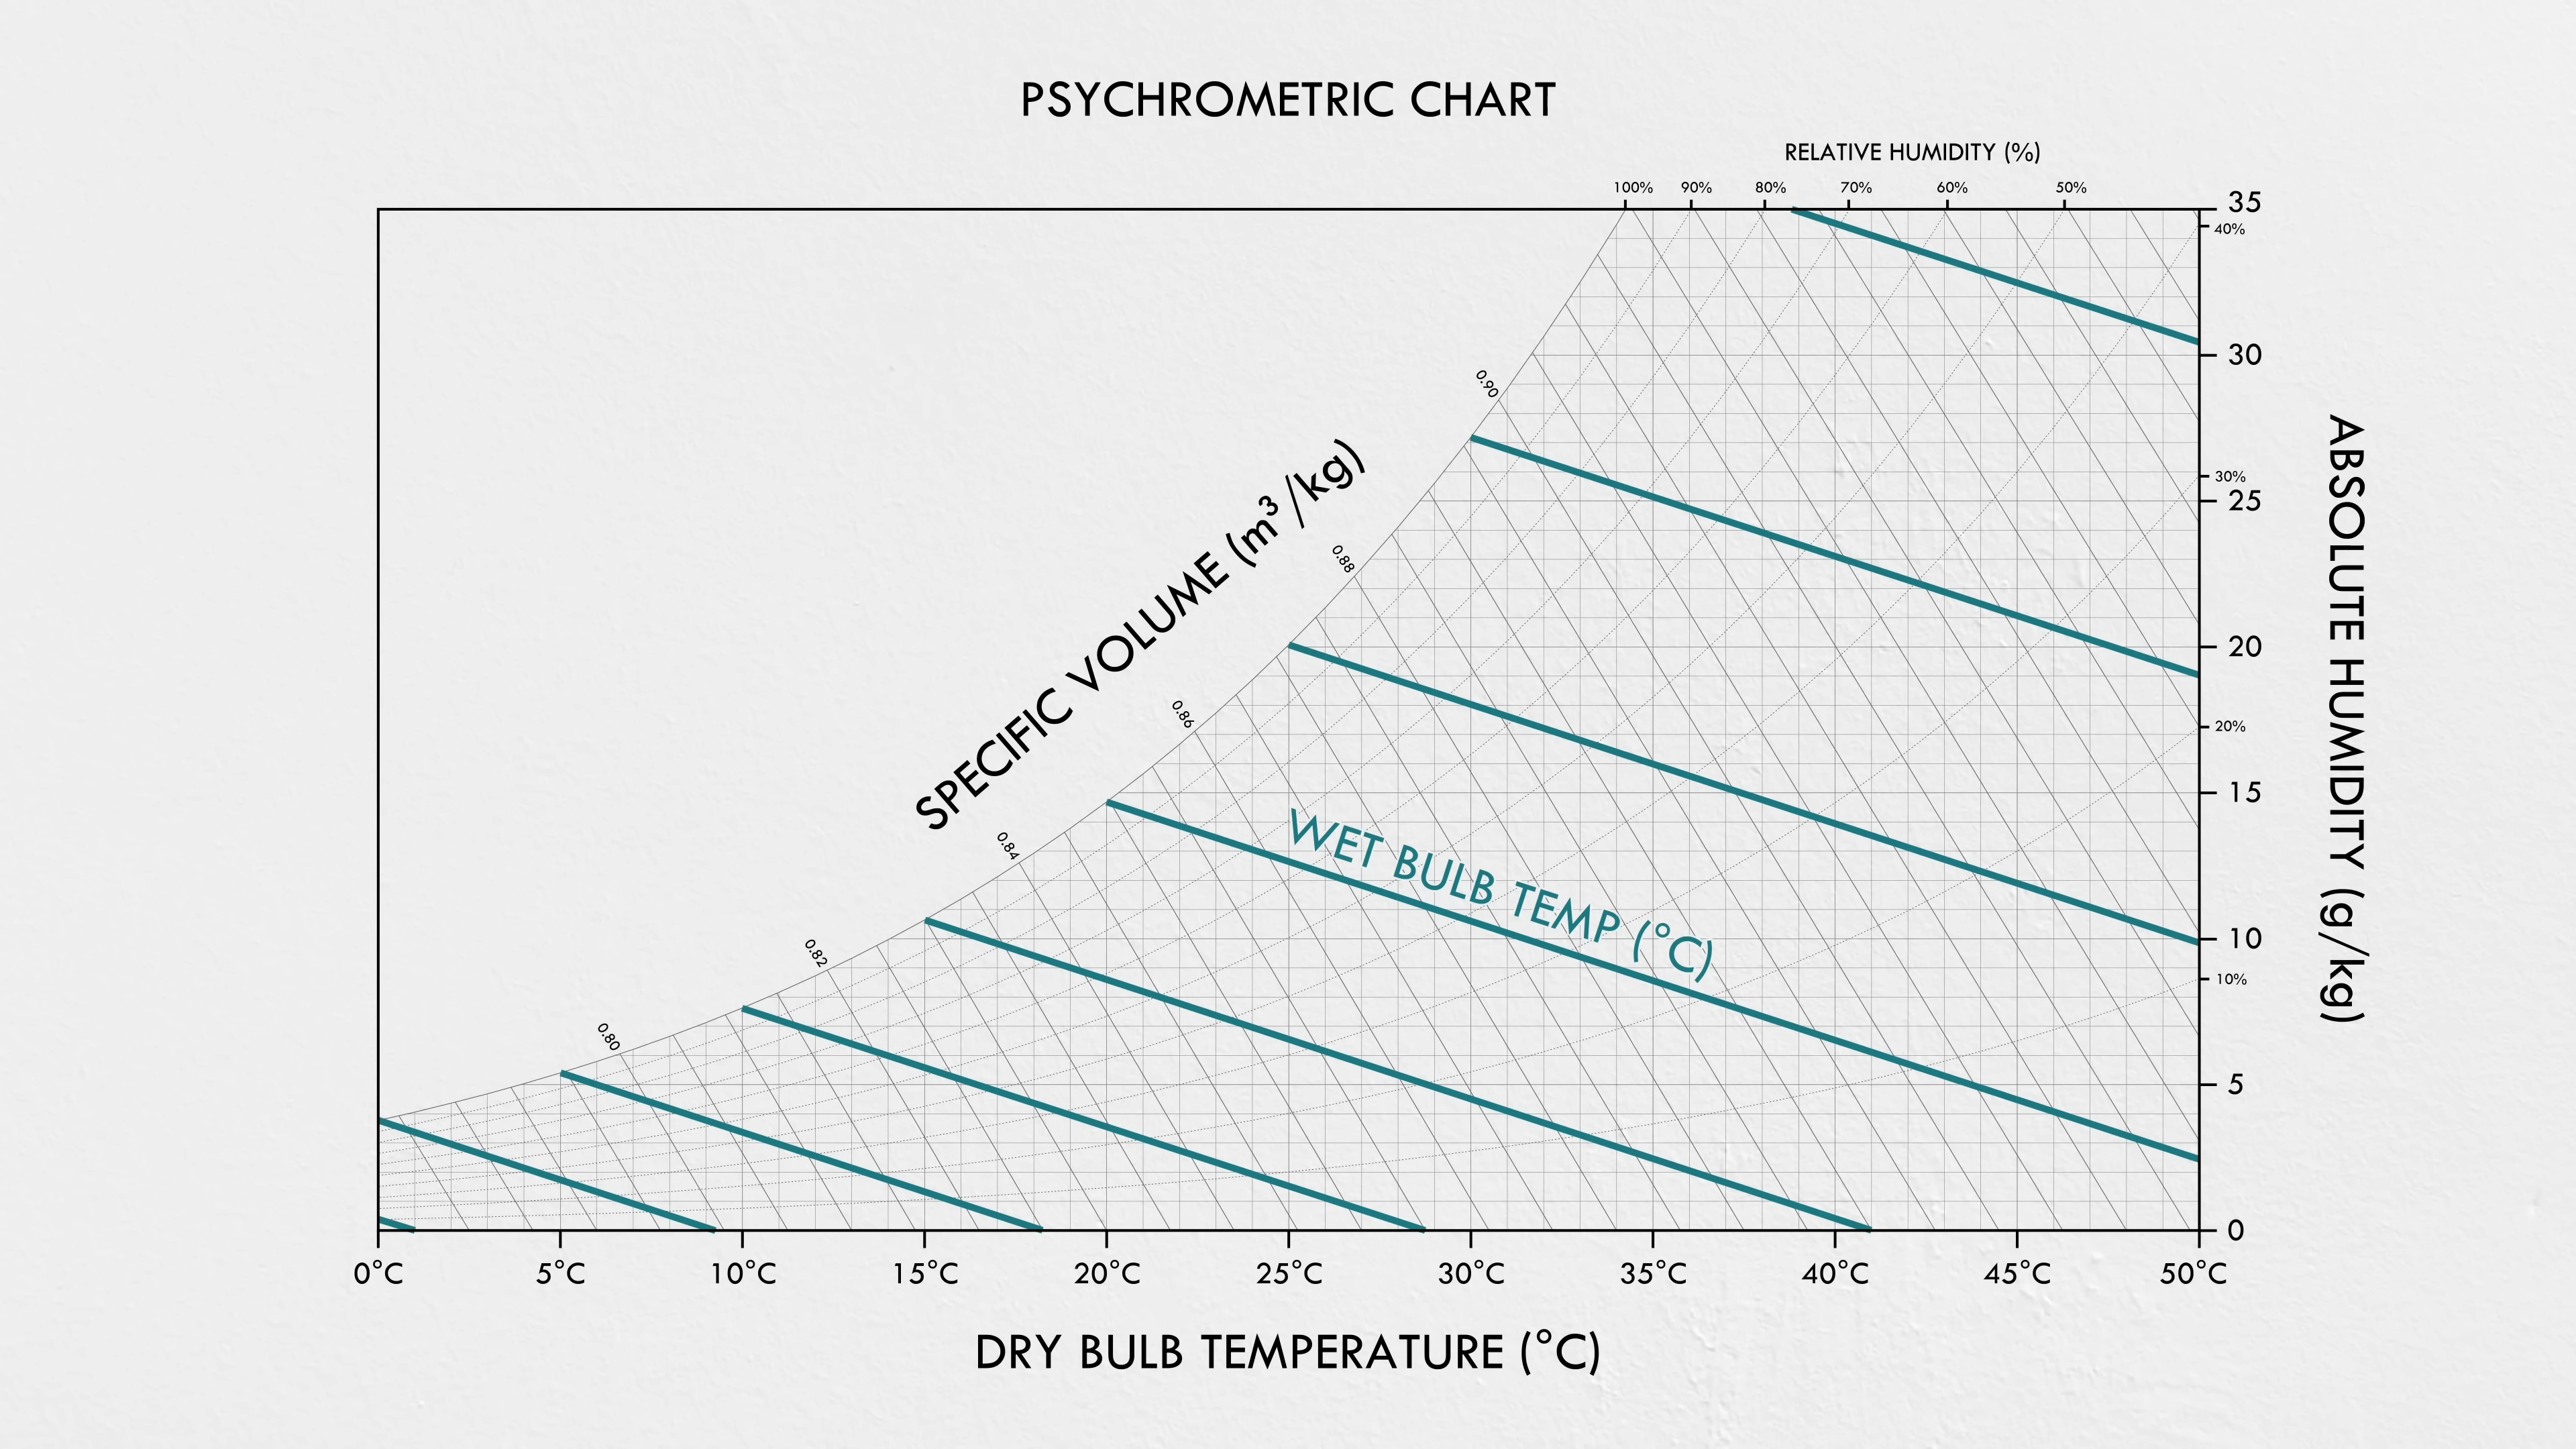 PSYCHROMETRIC CHART
RELATIVE HUMIDITY (%)
100% 90% 80% 70% 60% 50%
35
40%
30
30%
25
20
20%
15
10
10%
5
0
ABSOLUTE HUMIDITY (g/kg)
SPECIFIC VOLUME (m³/kg)
0.90
0.88
0.86
0.84
0.82
0.80
WET BULB TEMP (°C)
0°C 5°C 10°C 15°C 20°C 25°C 30°C 35°C 40°C 45°C 50°C
DRY BULB TEMPERATURE (°C)